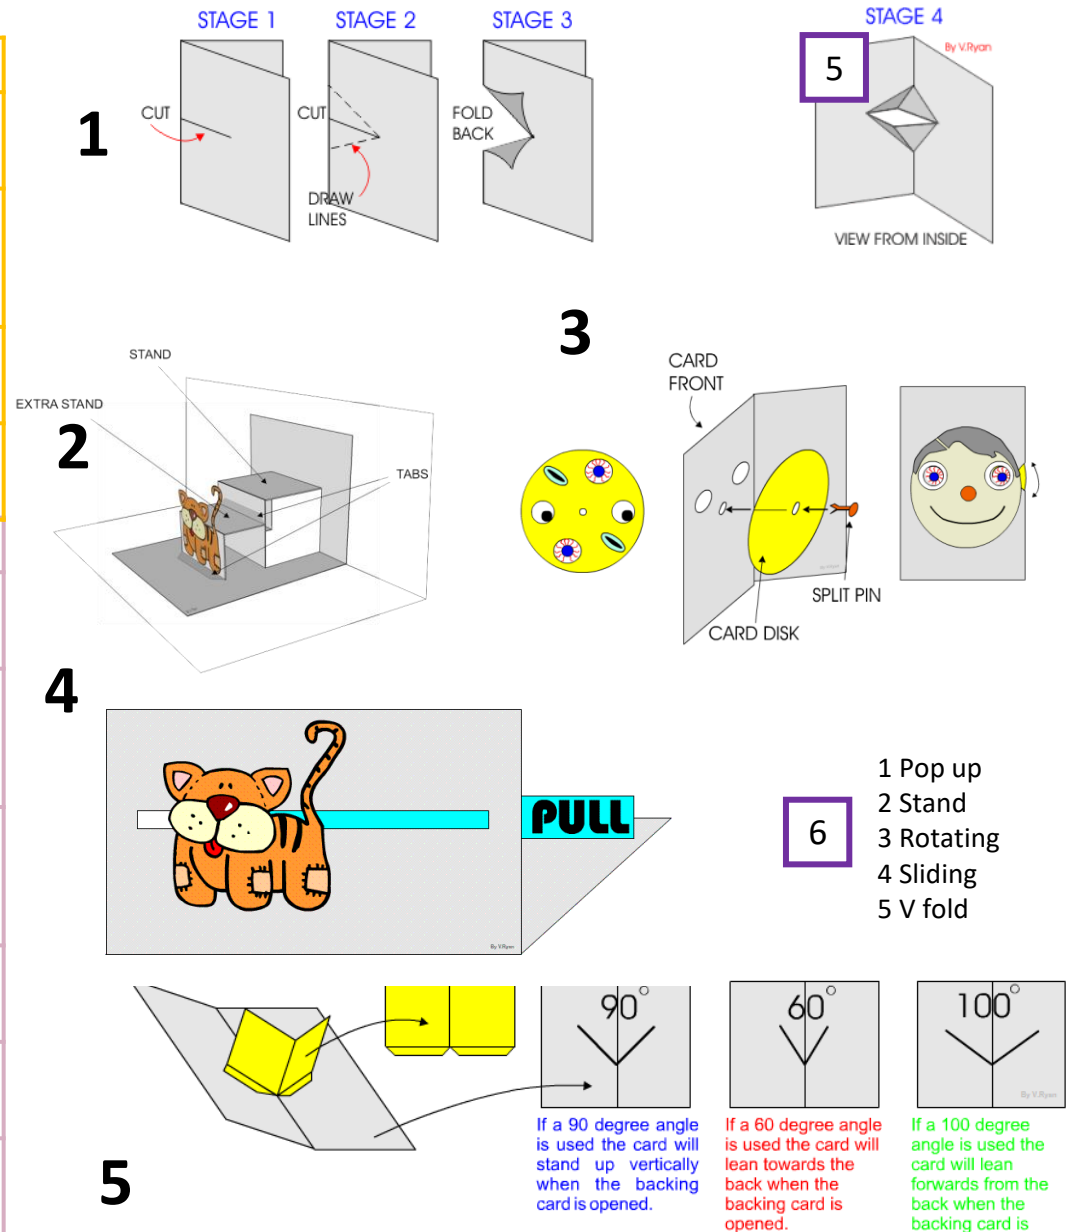 STAGE 1
STAGE 2
STAGE 3
STAGE 4
By V.Ryan
5
1
CUT
CUT
DRAW
LINES
FOLD
BACK
VIEW FROM INSIDE
3
STAND
EXTRA STAND
2
TABS
CARD
FRONT
SPLIT PIN
CARD DISK
4
PULL
By V.Ryan
6
1 Pop up
2 Stand
3 Rotating
4 Sliding
5 V fold
90°
60°
100°
By V.Ryan
5
If a 90 degree angle
is used the card will
stand up vertically
when the backing
card is opened.
If a 60 degree angle
is used the card will
lean towards the
back when the
backing card is
opened.
If a 100 degree
angle is used the
card will lean
forwards from the
back when the
backing card is